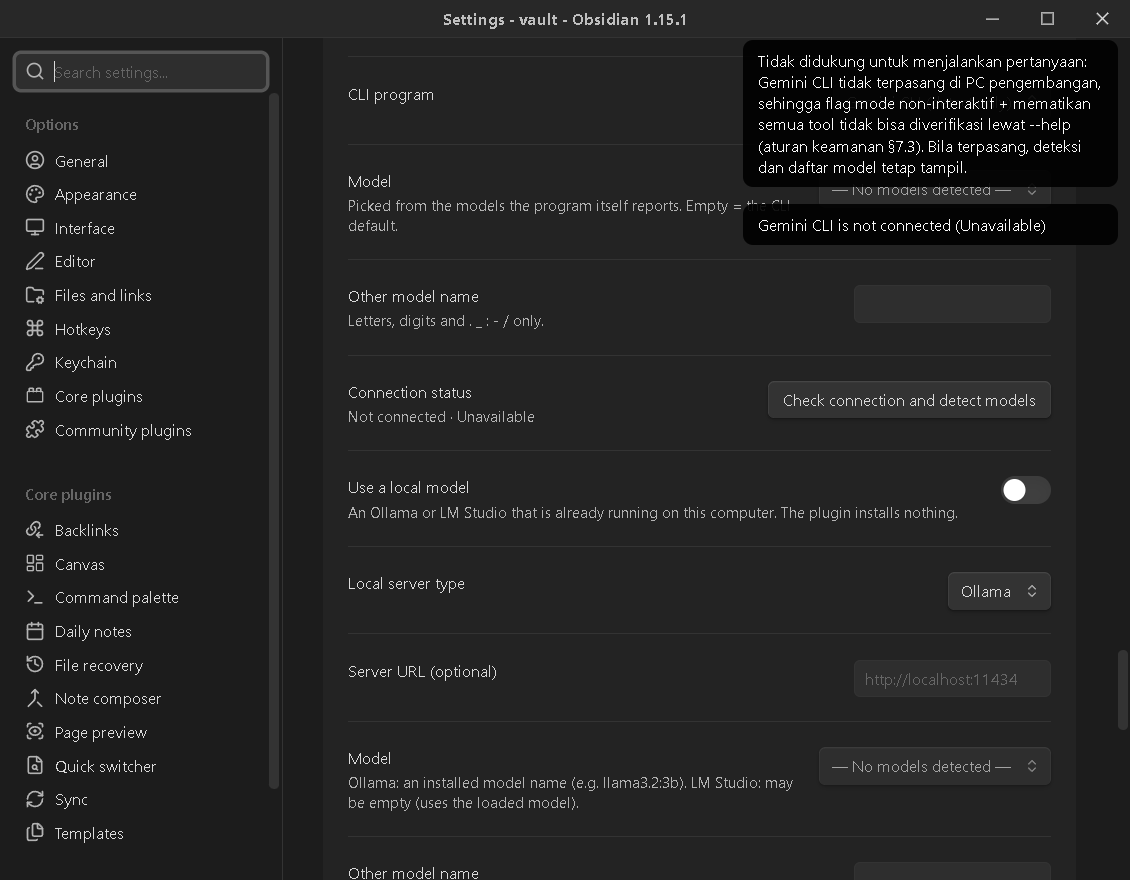 Settings - vault - Obsidian 1.15.1
Search settings...
Options
General
Appearance
Interface
Editor
Files and links
Hotkeys
Keychain
Core plugins
Community plugins
Core plugins
Backlinks
Canvas
Command palette
Daily notes
File recovery
Note composer
Page preview
Quick switcher
Sync
Templates
CLI program
Model
Picked from the models the program itself reports. Empty = the CLI
default.
— No models detected —
Other model name
Letters, digits and . _ : - / only.
Connection status
Not connected · Unavailable
Check connection and detect models
Use a local model
An Ollama or LM Studio that is already running on this computer. The plugin installs nothing.
Local server type
Ollama
Server URL (optional)
http://localhost:11434
Model
Ollama: an installed model name (e.g. llama3.2:3b). LM Studio: may
be empty (uses the loaded model).
— No models detected —
Other model name
Tidak didukung untuk menjalankan pertanyaan:
Gemini CLI tidak terpasang di PC pengembangan,
sehingga flag mode non-interaktif + mematikan
semua tool tidak bisa diverifikasi lewat --help
(aturan keamanan §7.3). Bila terpasang, deteksi
dan daftar model tetap tampil.
Gemini CLI is not connected (Unavailable)